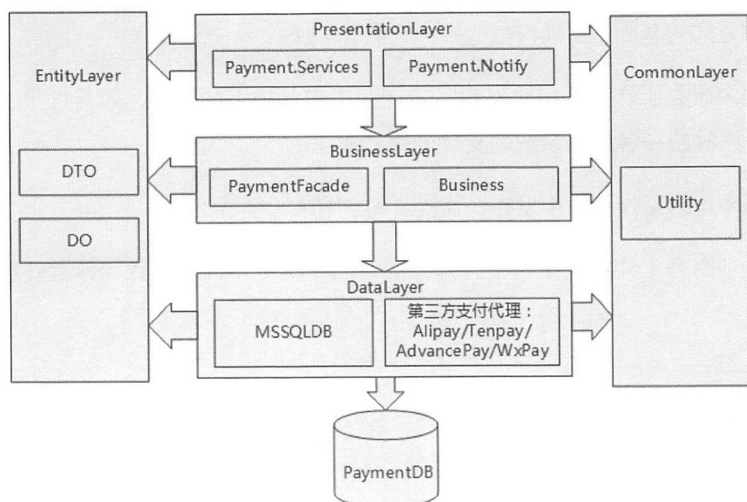 PresentationLayer
Payment.Services
Payment.Notify
EntityLayer
DTO
DO
CommonLayer
Utility
BusinessLayer
PaymentFacade
Business
DataLayer
MSSQLDB
第三方支付代理：
Alipay/Tenpay/
AdvancePay/WxPay
PaymentDB